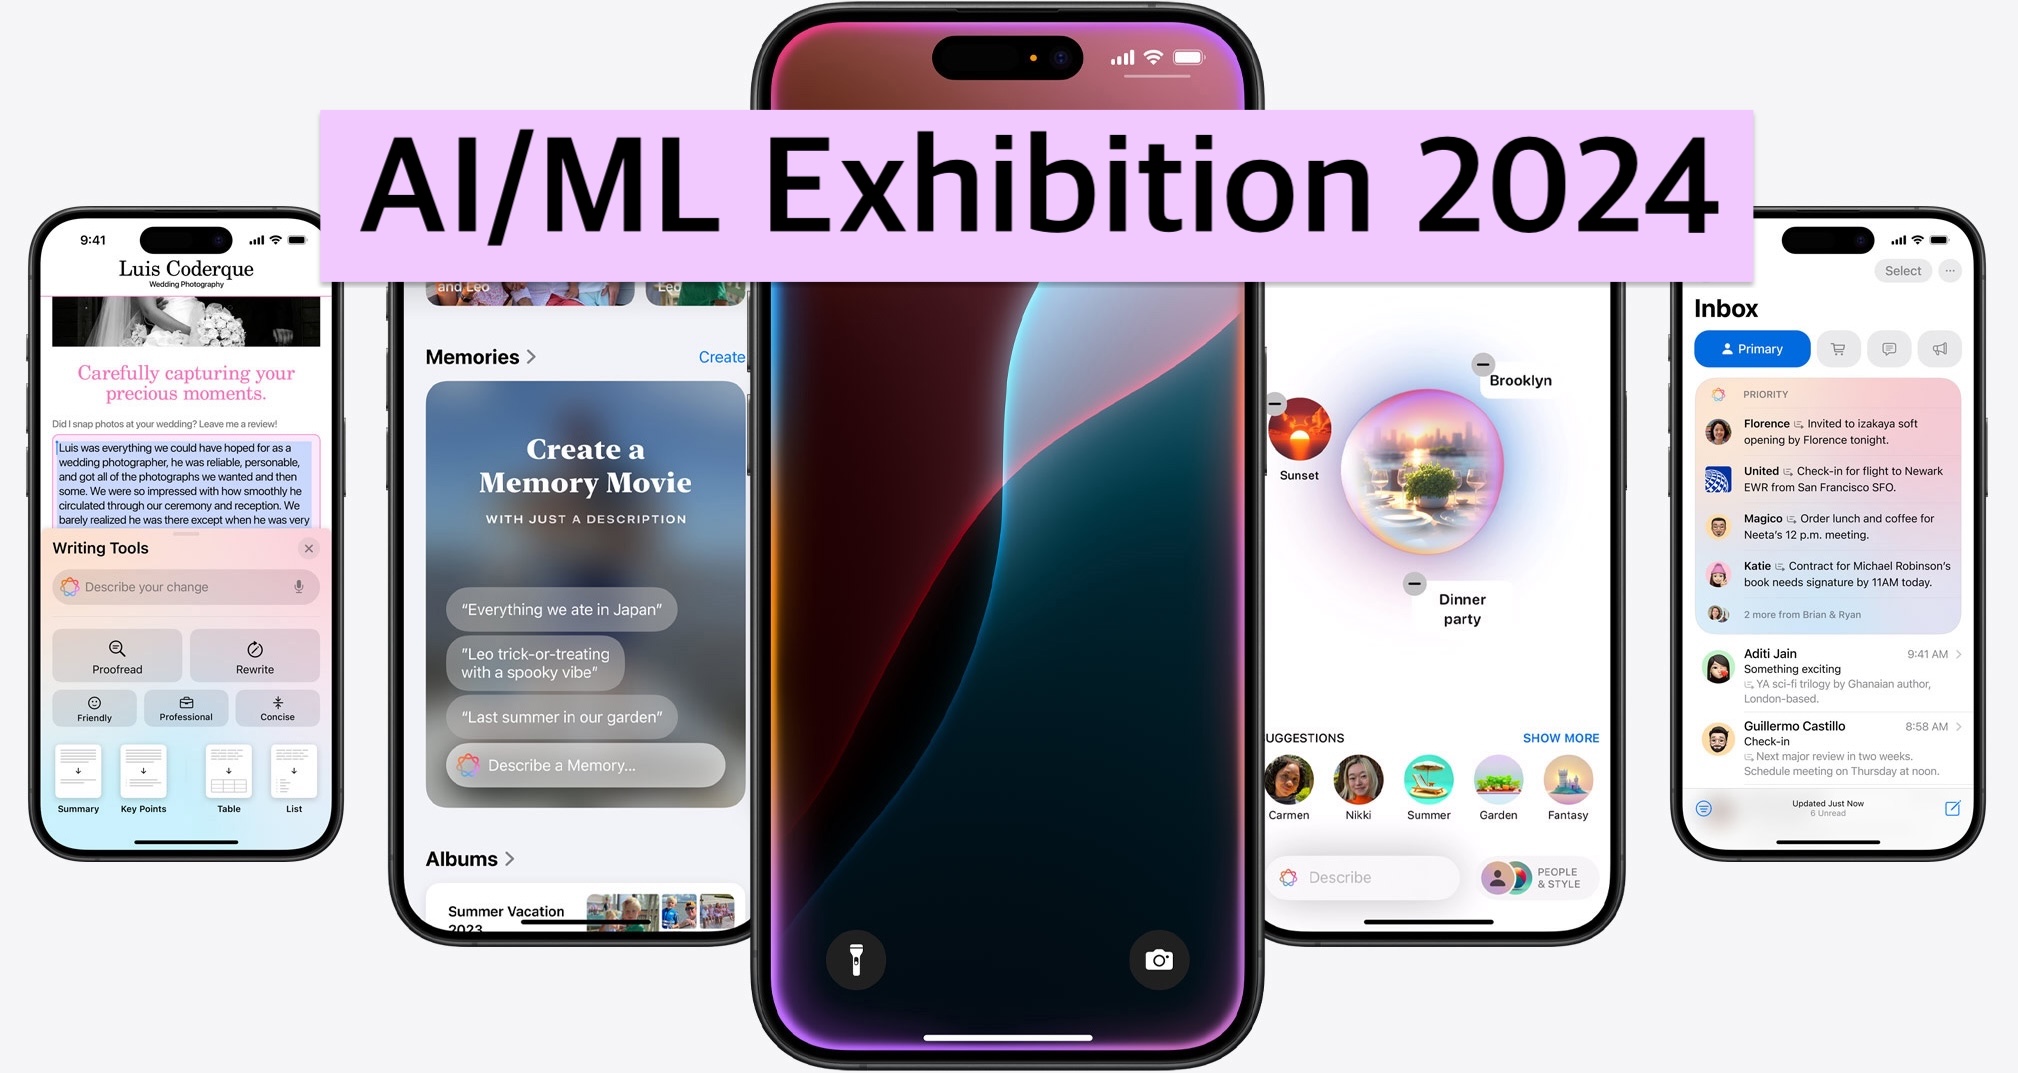 AI/ML Exhibition 2024
9:41
Luis Coderque
Wedding Photography
Carefully capturing your
precious moments.
Did I snap photos at your wedding? Leave me a review!
Luis was everything we could have hoped for as a
wedding photographer, he was reliable, personable,
and got all of the photographs we wanted and then
some. We were so impressed with how smoothly he
circulated through our ceremony and reception. We
barely realized he was there except when he was very
Writing Tools
Describe your change
Proofread
Rewrite
Friendly
Professional
Concise
Summary
Key Points
Table
List
and Leo
Leo
Memories
Create
Create a
Memory Movie
WITH JUST A DESCRIPTION
“Everything we ate in Japan”
“Leo trick-or-treating
with a spooky vibe”
“Last summer in our garden”
Describe a Memory...
Albums
Summer Vacation
2023
Brooklyn
Sunset
Dinner
party
UGGESTIONS
SHOW MORE
Carmen
Nikki
Summer
Garden
Fantasy
Describe
PEOPLE
& STYLE
Select
Inbox
Primary
PRIORITY
Florence Invited to izakaya soft
opening by Florence tonight.
United Check-in for flight to Newark
EWR from San Francisco SFO.
Magico Order lunch and coffee for
Neeta’s 12 p.m. meeting.
Katie Contract for Michael Robinson’s
book needs signature by 11AM today.
2 more from Brian & Ryan
Aditi Jain 9:41 AM
Something exciting
YA sci-fi trilogy by Ghanaian author,
London-based.
Guillermo Castillo 8:58 AM
Check-in
Next major review in two weeks.
Schedule meeting on Thursday at noon.
Updated Just Now
6 Unread